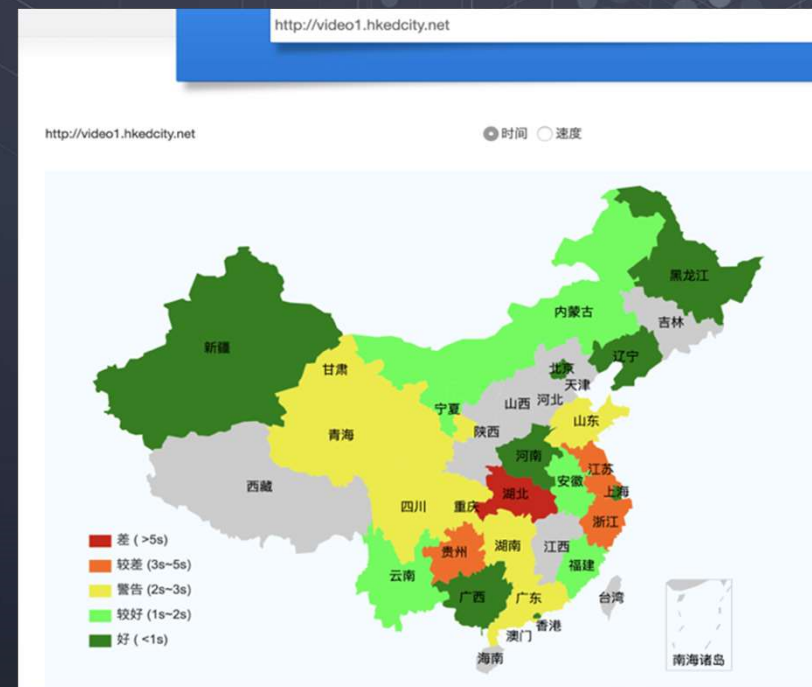 http://video1.hkedcity.net
http://video1.hkedcity.net
时间 速度
黑龙江
内蒙古
吉林
新疆
辽宁
甘肃
北京
天津
宁夏
山西 河北
山东
陕西
青海
河南
江苏
安徽
西藏
上海
湖北
四川
重庆
浙江
差 ( >5s)
湖南
江西
贵州
较差 (3s~5s)
福建
云南
警告 (2s~3s)
广西
广东
台湾
较好 (1s~2s)
香港
澳门
好 ( <1s)
海南
南海诸岛